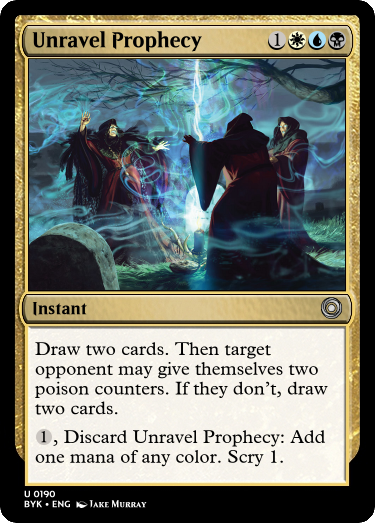 Unravel Prophecy 1
Instant
Draw two cards. Then target
opponent may give themselves two
poison counters. If they don't, draw
two cards.
1, Discard Unravel Prophecy: Add
one mana of any color. Scry 1.
U 0190
BYK • ENG Jake Murray